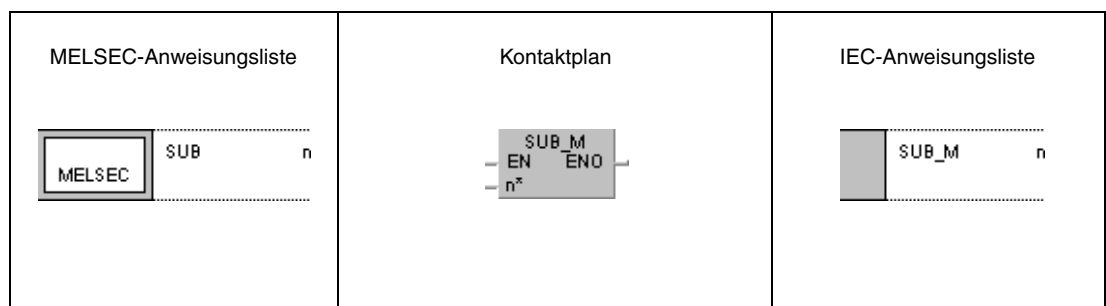 MELSEC-Anweisungsliste
MELSEC
SUB n
Kontaktplan
SUB_M
EN ENO
n*
IEC-Anweisungsliste
SUB_M n